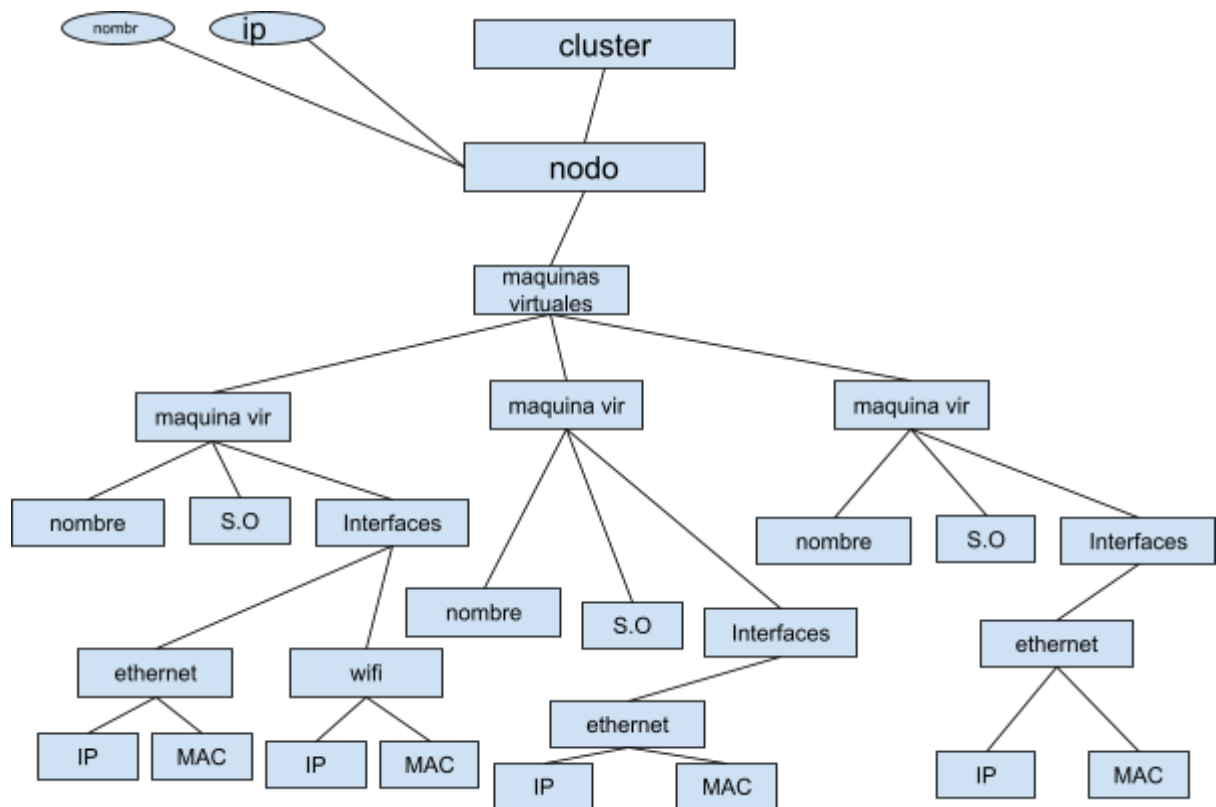 nombr
ip
cluster
nodo
maquinas
virtuales
maquina vir
maquina vir
maquina vir
nombre
S.O
Interfaces
nombre
S.O
Interfaces
nombre
S.O
Interfaces
ethernet
wifi
ethernet
ethernet
IP
MAC
IP
MAC
IP
MAC
IP
MAC